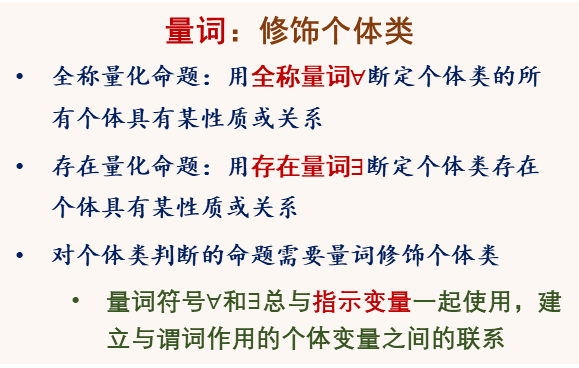 量词：修饰个体类
• 全称量化命题：用全称量词∀断定个体类的所
有个体具有某性质或关系
• 存在量化命题：用存在量词∃断定个体类存在
个体具有某性质或关系
• 对个体类判断的命题需要量词修饰个体类
• 量词符号∀和∃总与指示变量一起使用，建
立与谓词作用的个体变量之间的联系